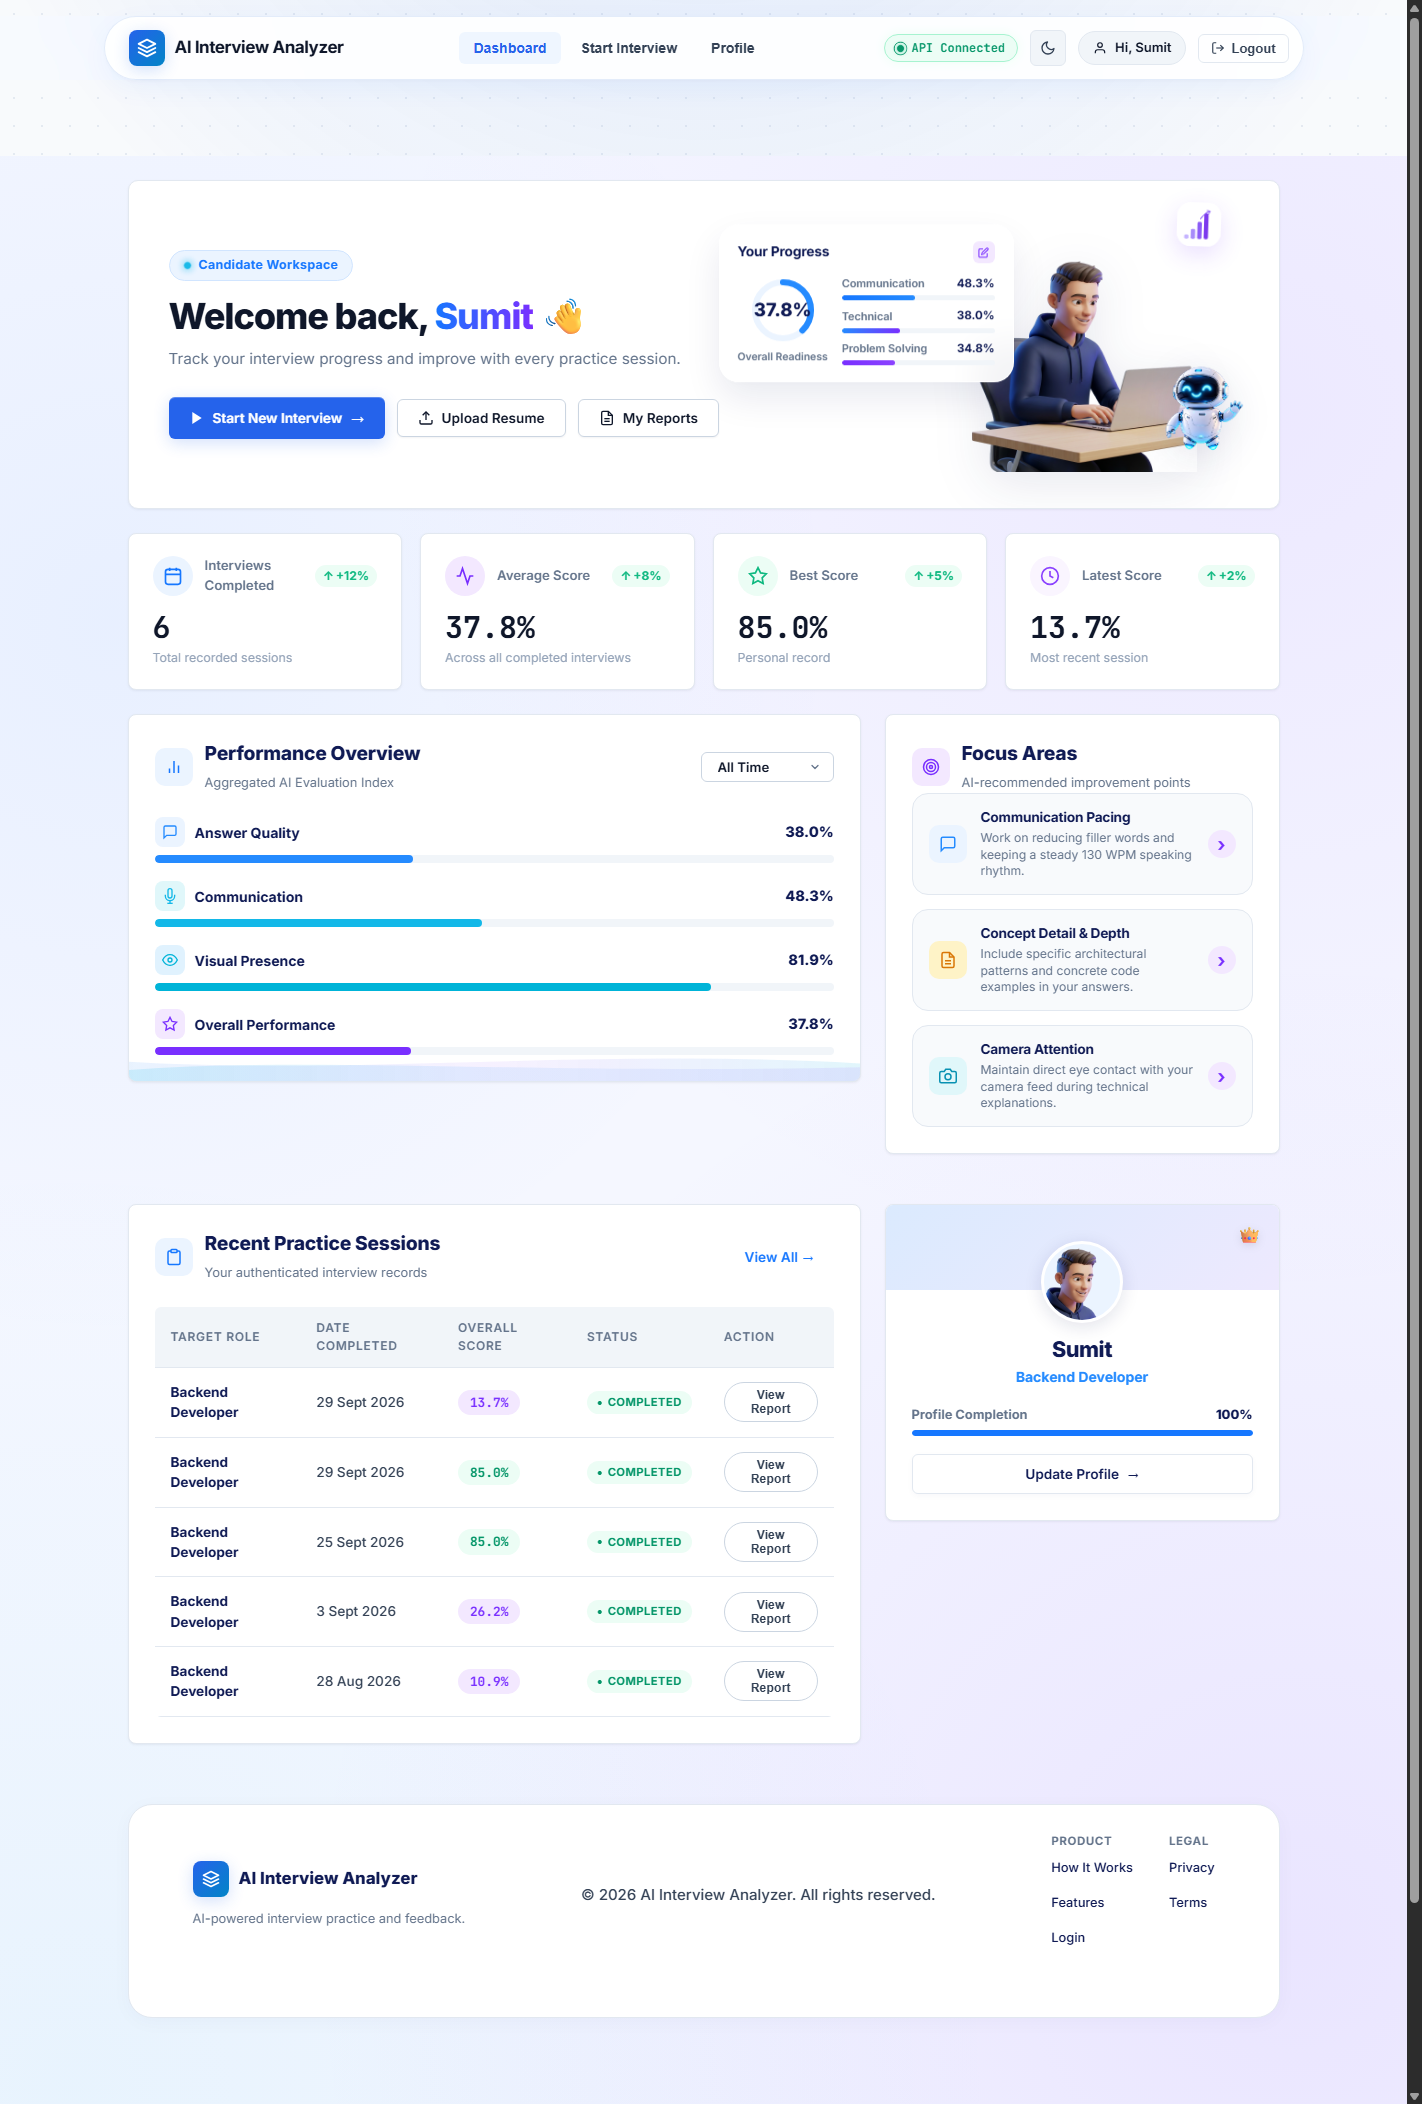 AI Interview Analyzer
Dashboard
Start Interview
Profile
API Connected
Hi, Sumit
Logout
Candidate Workspace
Welcome back, Sumit 👋
Track your interview progress and improve with every practice session.
Start New Interview →
Upload Resume
My Reports
Your Progress
37.8%
Overall Readiness
Communication 48.3%
Technical 38.0%
Problem Solving 34.8%
Interviews
Completed
↑ +12%
6
Total recorded sessions
Average Score
↑ +8%
37.8%
Across all completed interviews
Best Score
↑ +5%
85.0%
Personal record
Latest Score
↑ +2%
13.7%
Most recent session
Performance Overview
Aggregated AI Evaluation Index
All Time
Answer Quality 38.0%
Communication 48.3%
Visual Presence 81.9%
Overall Performance 37.8%
Focus Areas
AI-recommended improvement points
Communication Pacing
Work on reducing filler words and
keeping a steady 130 WPM speaking
rhythm.
›
Concept Detail & Depth
Include specific architectural
patterns and concrete code
examples in your answers.
›
Camera Attention
Maintain direct eye contact with your
camera feed during technical
explanations.
›
Recent Practice Sessions
Your authenticated interview records
View All →
TARGET ROLE
DATE
COMPLETED
OVERALL
SCORE
STATUS
ACTION
Backend
Developer
29 Sept 2026
13.7%
• COMPLETED
View
Report
Backend
Developer
29 Sept 2026
85.0%
• COMPLETED
View
Report
Backend
Developer
25 Sept 2026
85.0%
• COMPLETED
View
Report
Backend
Developer
3 Sept 2026
26.2%
• COMPLETED
View
Report
Backend
Developer
28 Aug 2026
10.9%
• COMPLETED
View
Report
Sumit
Backend Developer
Profile Completion 100%
Update Profile →
AI Interview Analyzer
AI-powered interview practice and feedback.
© 2026 AI Interview Analyzer. All rights reserved.
PRODUCT
How It Works
Features
Login
LEGAL
Privacy
Terms